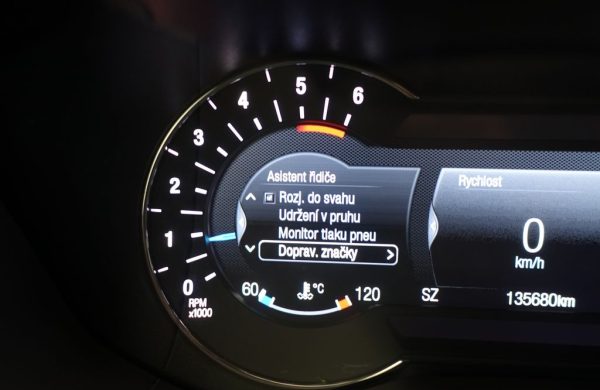 6
5
4
3
2
1
0
RPM
x1000
Asistent řidiče
Rozj. do svahu
Udržení v pruhu
Monitor tlaku pneu
Doprav. značky >
60 °C 120
Rychlost
0
km/h
SZ 135680km